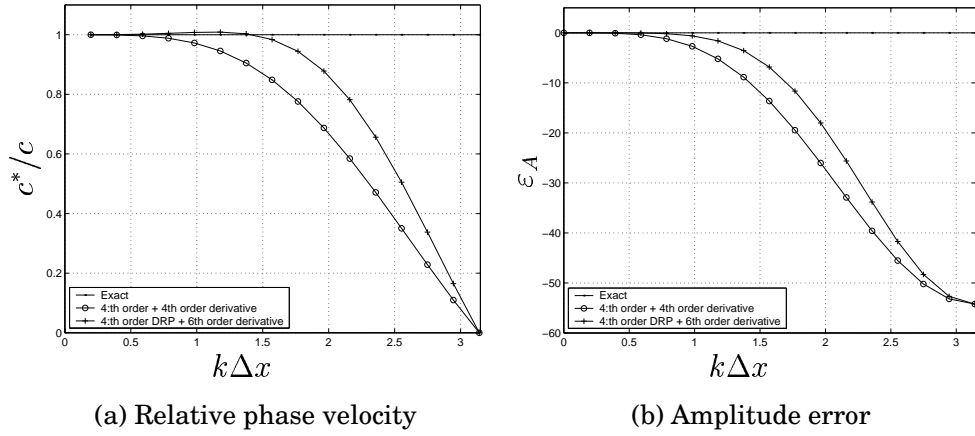 1
0.8
0.6
0.4
0.2
0
c*/c
Exact
4:th order + 4th order derivative
4:th order DRP + 6th order derivative
0 0.5 1 1.5 2 2.5 3
kΔx
(a) Relative phase velocity
0
−10
−20
−30
−40
−50
−60
ε_A
Exact
4:th order + 4th order derivative
4:th order DRP + 6th order derivative
0 0.5 1 1.5 2 2.5 3
kΔx
(b) Amplitude error